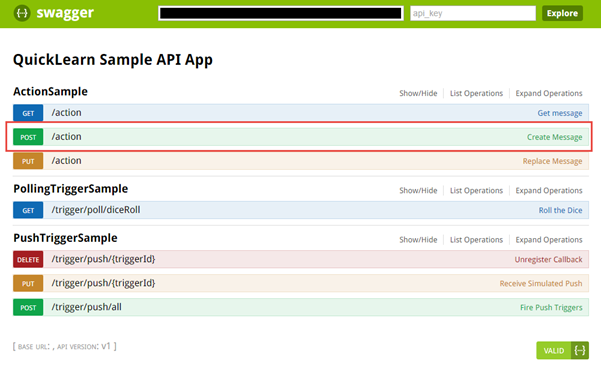 {··} swagger api_key Explore
QuickLearn Sample API App
ActionSample Show/Hide List Operations Expand Operations
GET /action Get message
POST /action Create Message
PUT /action Replace Message
PollingTriggerSample Show/Hide List Operations Expand Operations
GET /trigger/poll/diceRoll Roll the Dice
PushTriggerSample Show/Hide List Operations Expand Operations
DELETE /trigger/push/{triggerId} Unregister Callback
PUT /trigger/push/{triggerId} Receive Simulated Push
POST /trigger/push/all Fire Push Triggers
[ BASE URL: , API VERSION: V1 ] VALID {··}